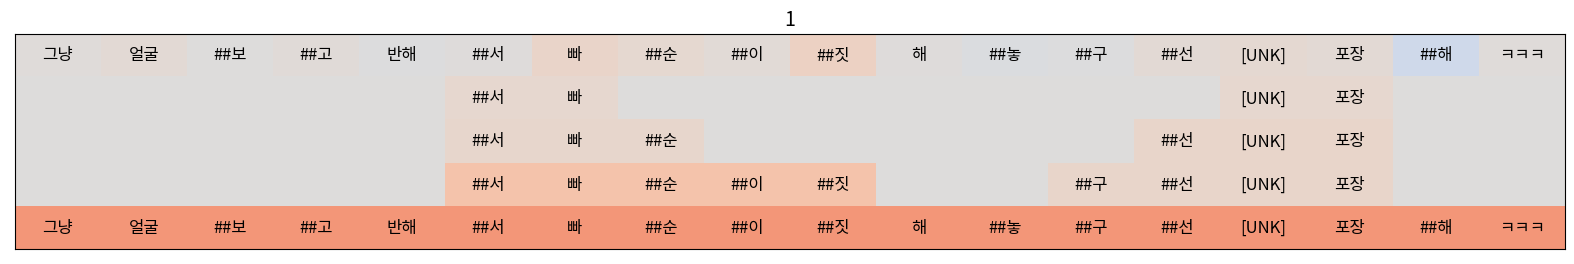 1
그냥 얼굴 ##보 ##고 반해 ##서 빠 ##순 ##이 ##짓 해 ##놓 ##구 ##선 [UNK] 포장 ##해 ㅋㅋㅋ
##서 빠 [UNK] 포장
##서 빠 ##순 ##선 [UNK] 포장
##서 빠 ##순 ##이 ##짓 ##구 ##선 [UNK] 포장
그냥 얼굴 ##보 ##고 반해 ##서 빠 ##순 ##이 ##짓 해 ##놓 ##구 ##선 [UNK] 포장 ##해 ㅋㅋㅋ